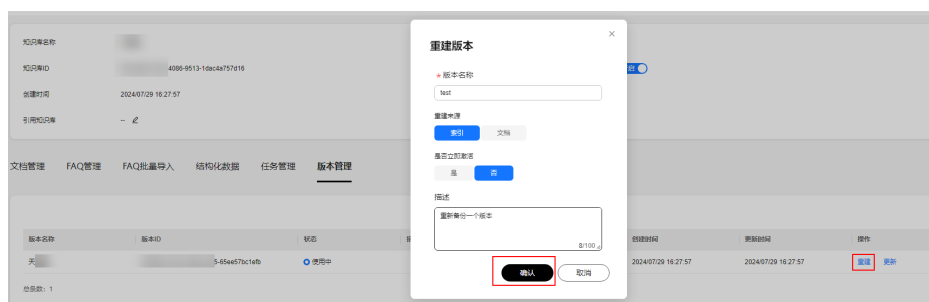 重建版本
知识库名称
知识库ID 4086-9513-1dac4a757d16
创建时间 2024/07/29 16:27:57
引用知识库 --
* 版本名称
test
重建来源
索引 文档
是否立即激活
是 否
描述
重新备份一个版本
8/100
确认 取消
文档管理 FAQ管理 FAQ批量导入 结构化数据 任务管理 版本管理
版本名称 版本ID 状态 创建时间 更新时间 操作
天 5-65ee57bc1efb 使用中 2024/07/29 16:27:57 2024/07/29 16:27:57 重建 更新
总条数: 1